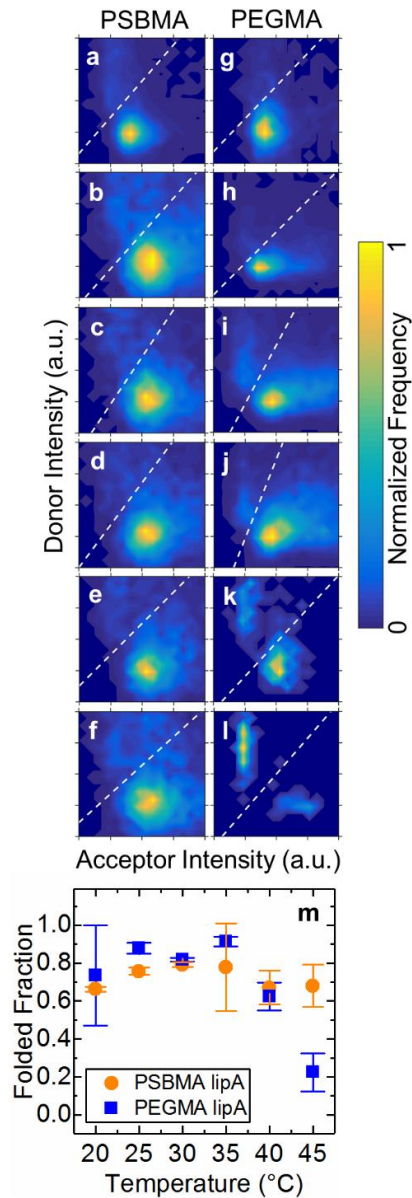 PSBMA PEGMA
a g
b h
c i
d j
e k
f l
Donor Intensity (a.u.)
Acceptor Intensity (a.u.)
0 Normalized Frequency 1
m
Folded Fraction
1.0
0.8
0.6
0.4
0.2
0.0
PSBMA lipA
PEGMA lipA
20 25 30 35 40 45
Temperature (°C)